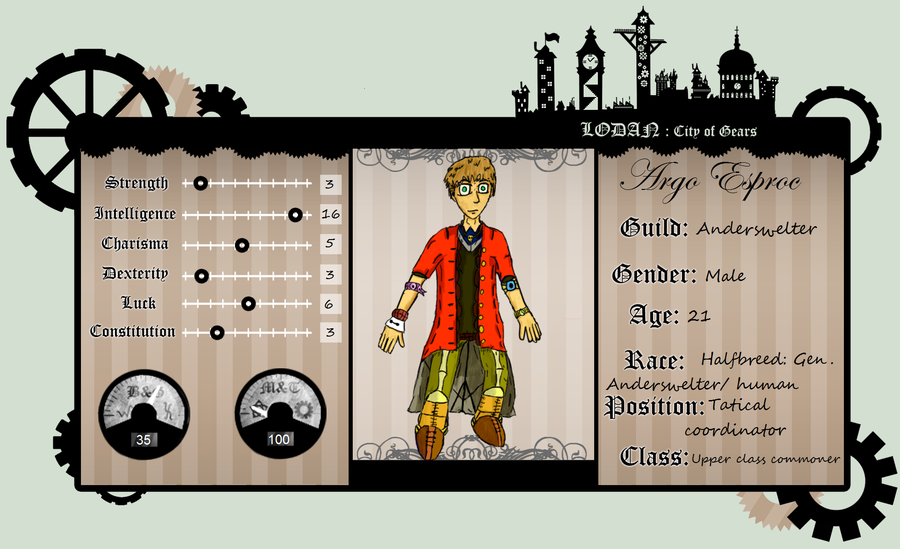 LODAN : City of Gears
Strength 3
Intelligence 16
Charisma 5
Dexterity 3
Luck 6
Constitution 3
B&G
35
M&T
100
Argo Esproc
Guild: Anderswelter
Gender: Male
Age: 21
Race: Halfbreed: Gen.
Anderswelter/ human
Position: Tatical
coordinator
Class: Upper class commoner